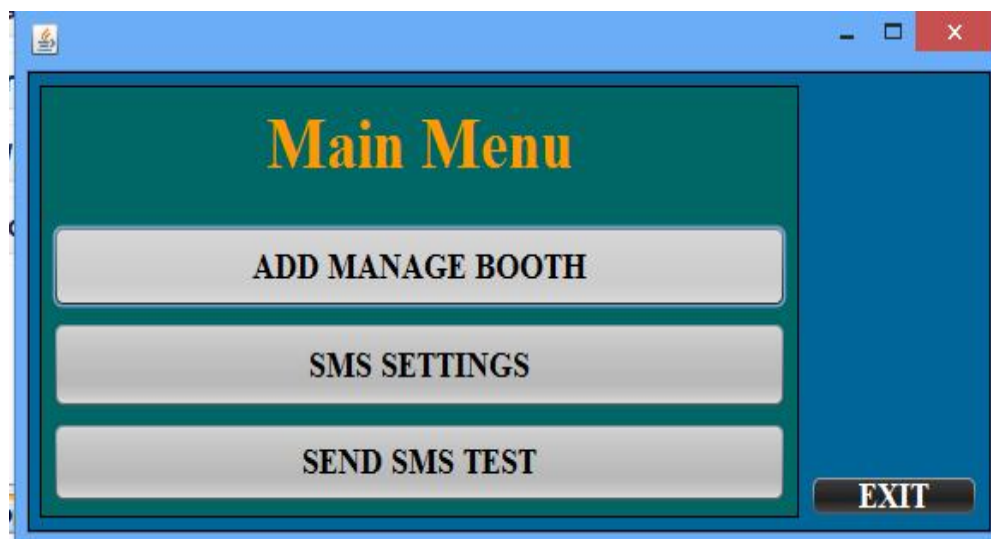 Main Menu
ADD MANAGE BOOTH
SMS SETTINGS
SEND SMS TEST
EXIT